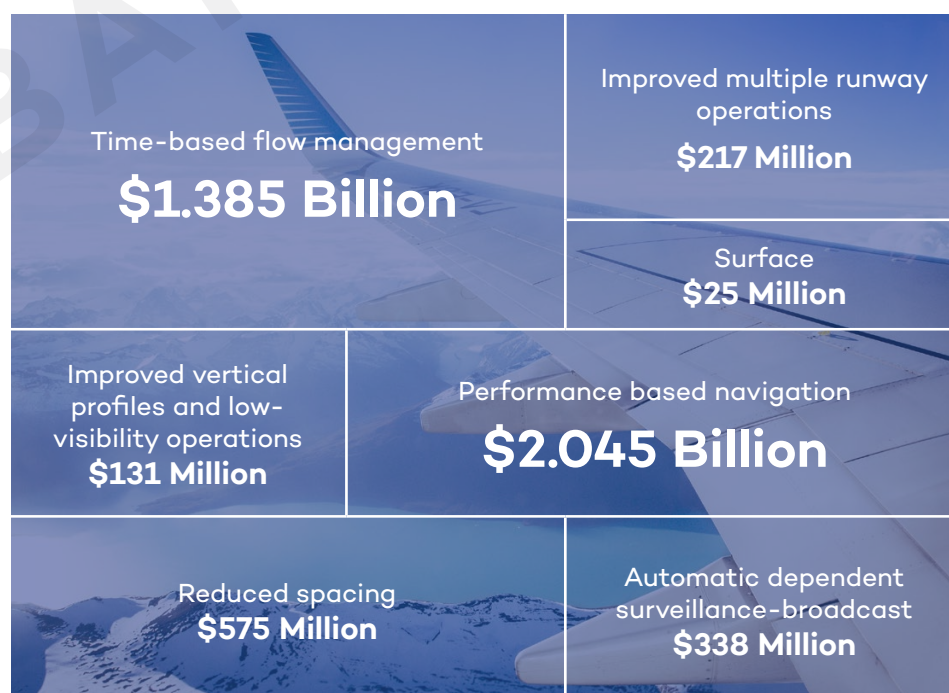 Time-based flow management
$1.385 Billion
Improved multiple runway
operations
$217 Million
Surface
$25 Million
Improved vertical
profiles and low-
visibility operations
$131 Million
Performance based navigation
$2.045 Billion
Reduced spacing
$575 Million
Automatic dependent
surveillance-broadcast
$338 Million